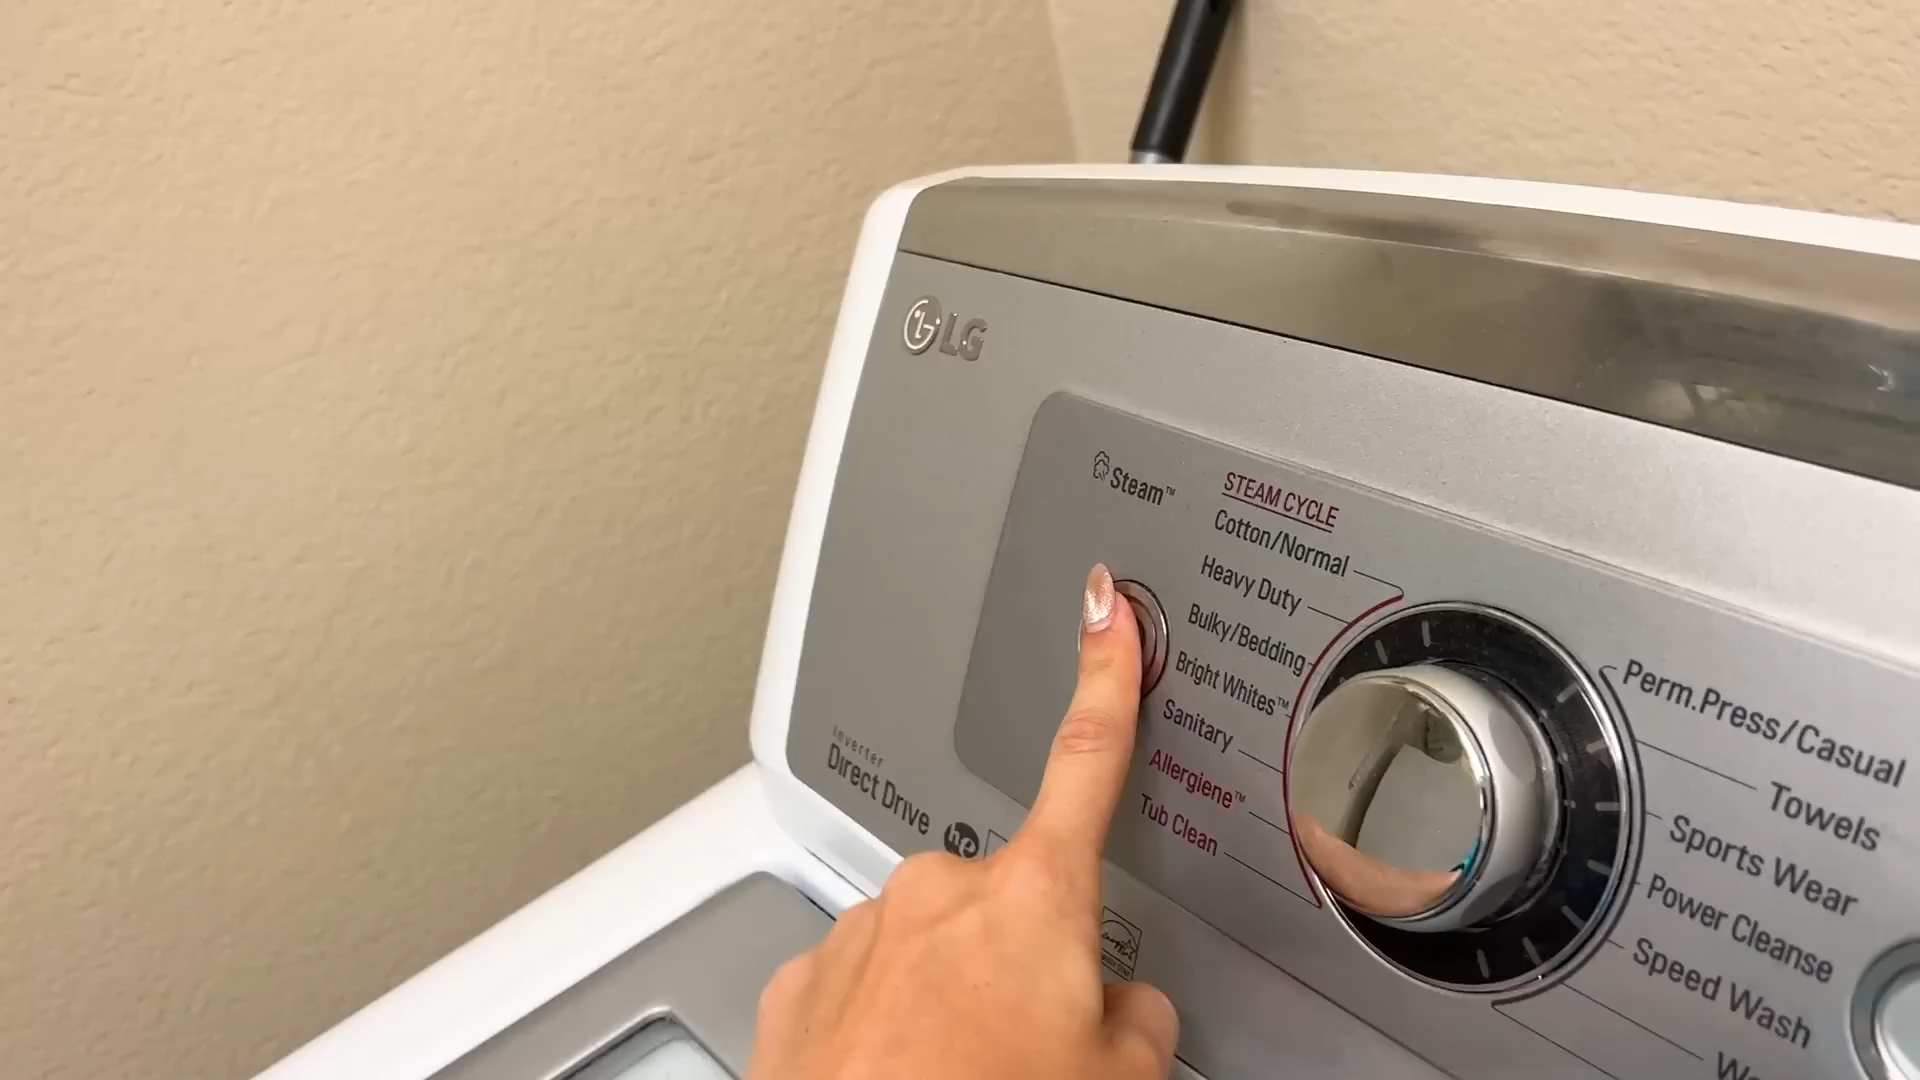 LG
Steam™
STEAM CYCLE
Cotton/Normal
Heavy Duty
Bulky/Bedding
Bright Whites™
Sanitary
Allergiene™
Tub Clean
Perm.Press/Casual
Towels
Sports Wear
Power Cleanse
Speed Wash
inverter
Direct Drive
he